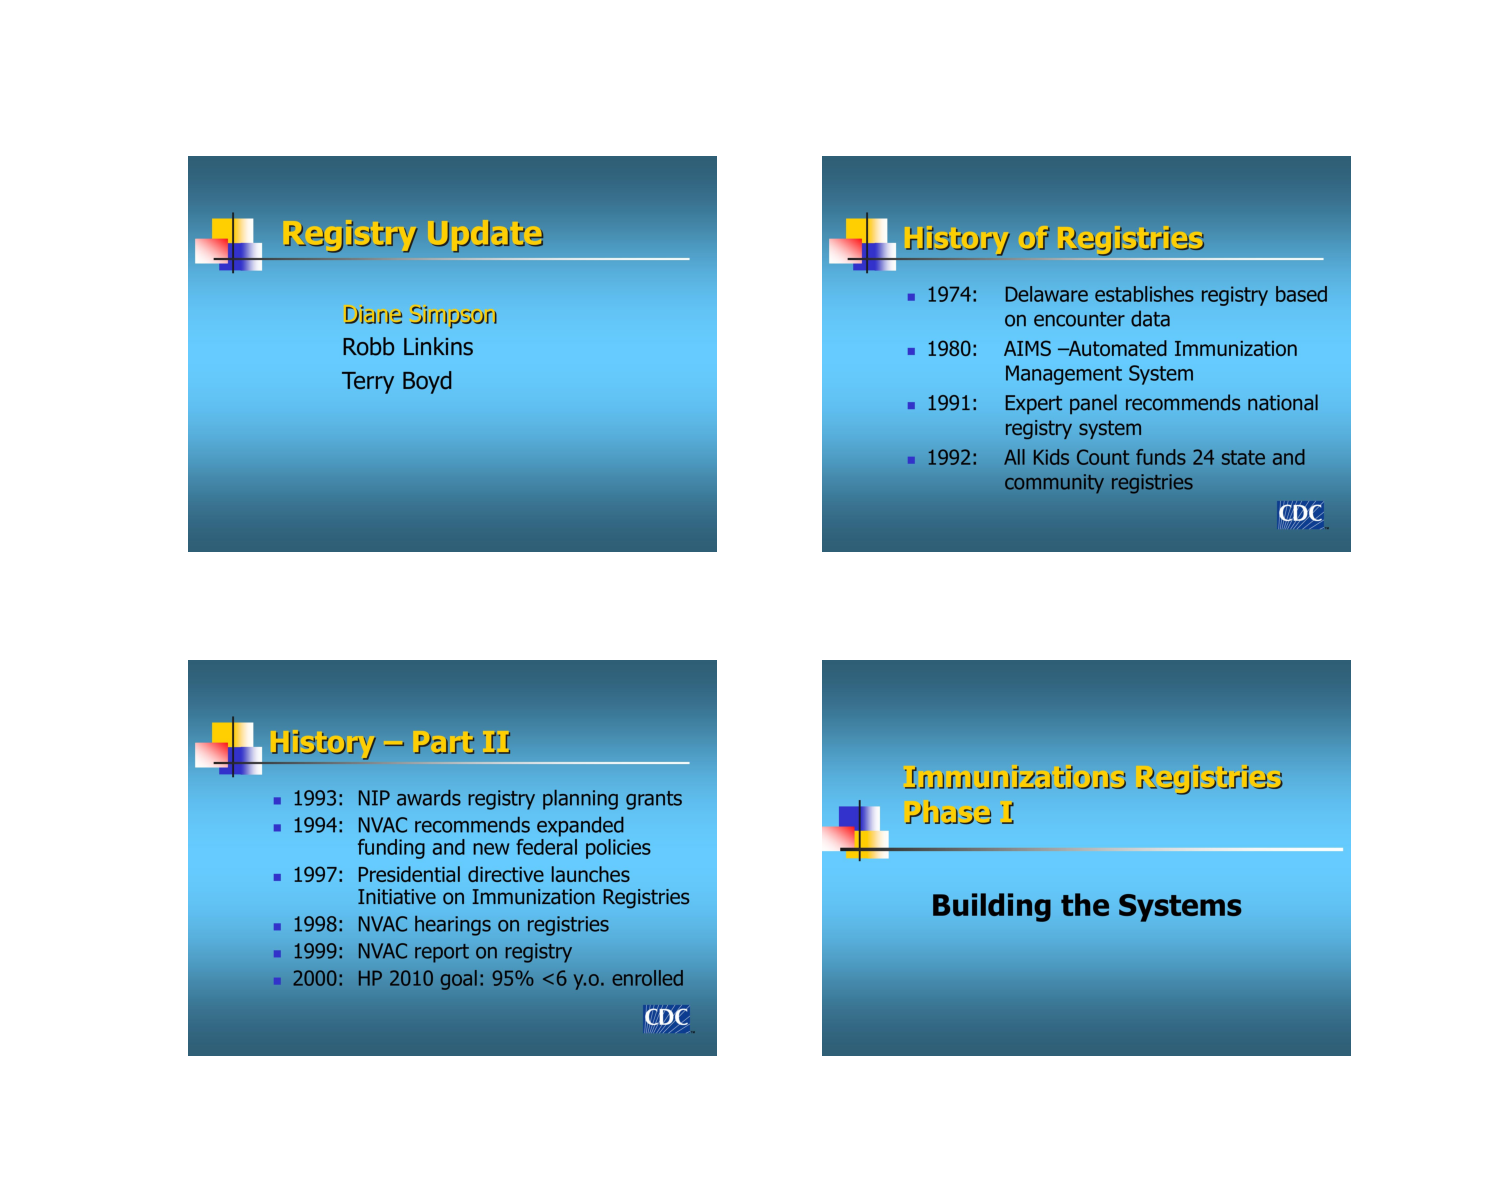 Registry Update
Diane Simpson
Robb Linkins
Terry Boyd
History of Registries
1974: Delaware establishes registry based
on encounter data
1980: AIMS –Automated Immunization
Management System
1991: Expert panel recommends national
registry system
1992: All Kids Count funds 24 state and
community registries
CDC
History – Part II
1993: NIP awards registry planning grants
1994: NVAC recommends expanded
funding and new federal policies
1997: Presidential directive launches
Initiative on Immunization Registries
1998: NVAC hearings on registries
1999: NVAC report on registry
2000: HP 2010 goal: 95% <6 y.o. enrolled
CDC
Immunizations Registries
Phase I
Building the Systems